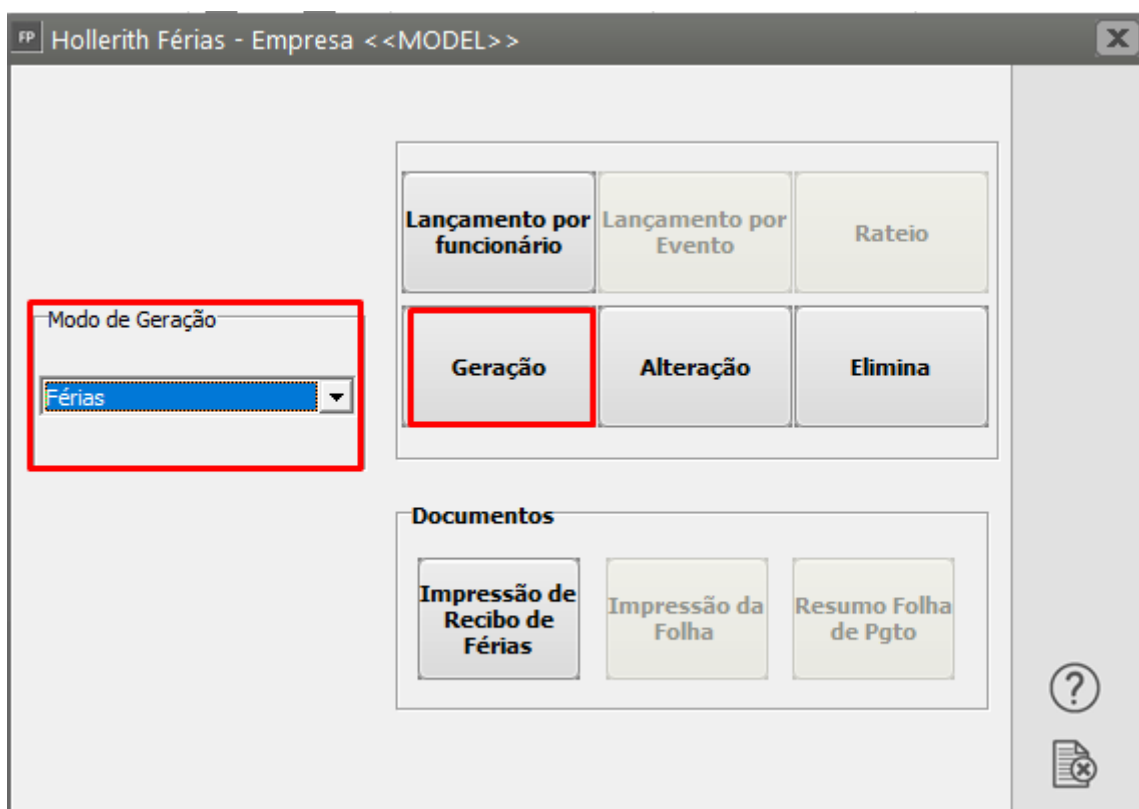 FP Hollerith Férias - Empresa <<MODEL>>
Modo de Geração
Férias
Lançamento por
funcionário
Lançamento por
Evento
Rateio
Geração
Alteração
Elimina
Documentos
Impressão de
Recibo de
Férias
Impressão da
Folha
Resumo Folha
de Pgto
?